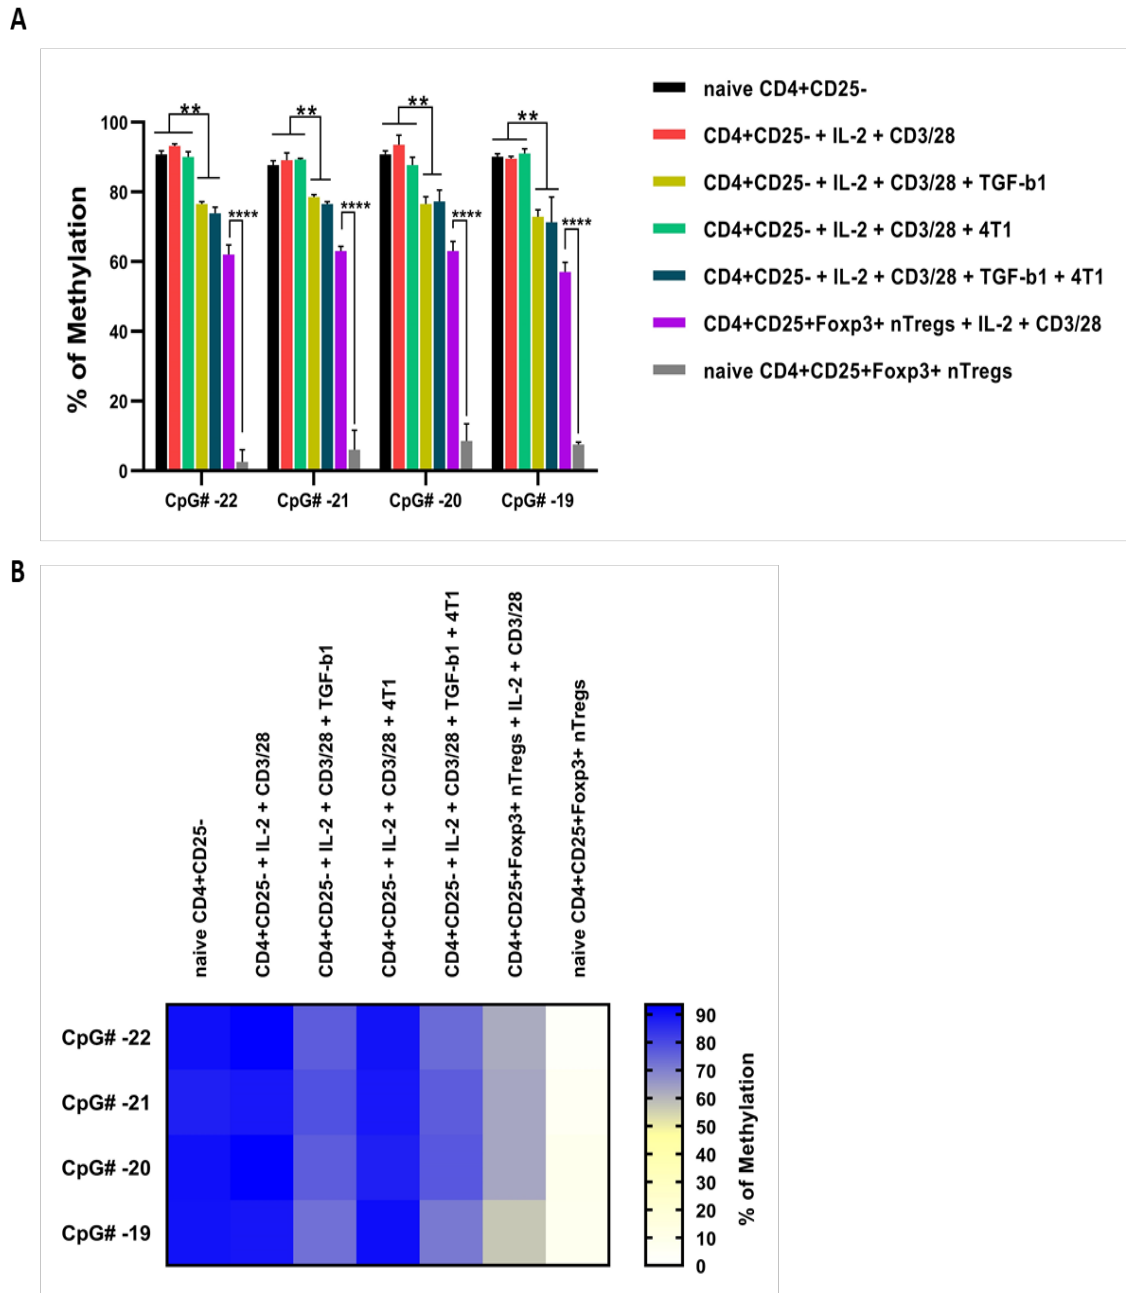 A
% of Methylation
100
80
60
40
20
0
**
****
**
****
**
****
**
****
CpG# -22
CpG# -21
CpG# -20
CpG# -19
naive CD4+CD25-
CD4+CD25- + IL-2 + CD3/28
CD4+CD25- + IL-2 + CD3/28 + TGF-b1
CD4+CD25- + IL-2 + CD3/28 + 4T1
CD4+CD25- + IL-2 + CD3/28 + TGF-b1 + 4T1
CD4+CD25+Foxp3+ nTregs + IL-2 + CD3/28
naive CD4+CD25+Foxp3+ nTregs
B
naive CD4+CD25-
CD4+CD25- + IL-2 + CD3/28
CD4+CD25- + IL-2 + CD3/28 + TGF-b1
CD4+CD25- + IL-2 + CD3/28 + 4T1
CD4+CD25- + IL-2 + CD3/28 + TGF-b1 + 4T1
CD4+CD25+Foxp3+ nTregs + IL-2 + CD3/28
naive CD4+CD25+Foxp3+ nTregs
CpG# -22
CpG# -21
CpG# -20
CpG# -19
90
80
70
60
50
40
30
20
10
0
% of Methylation